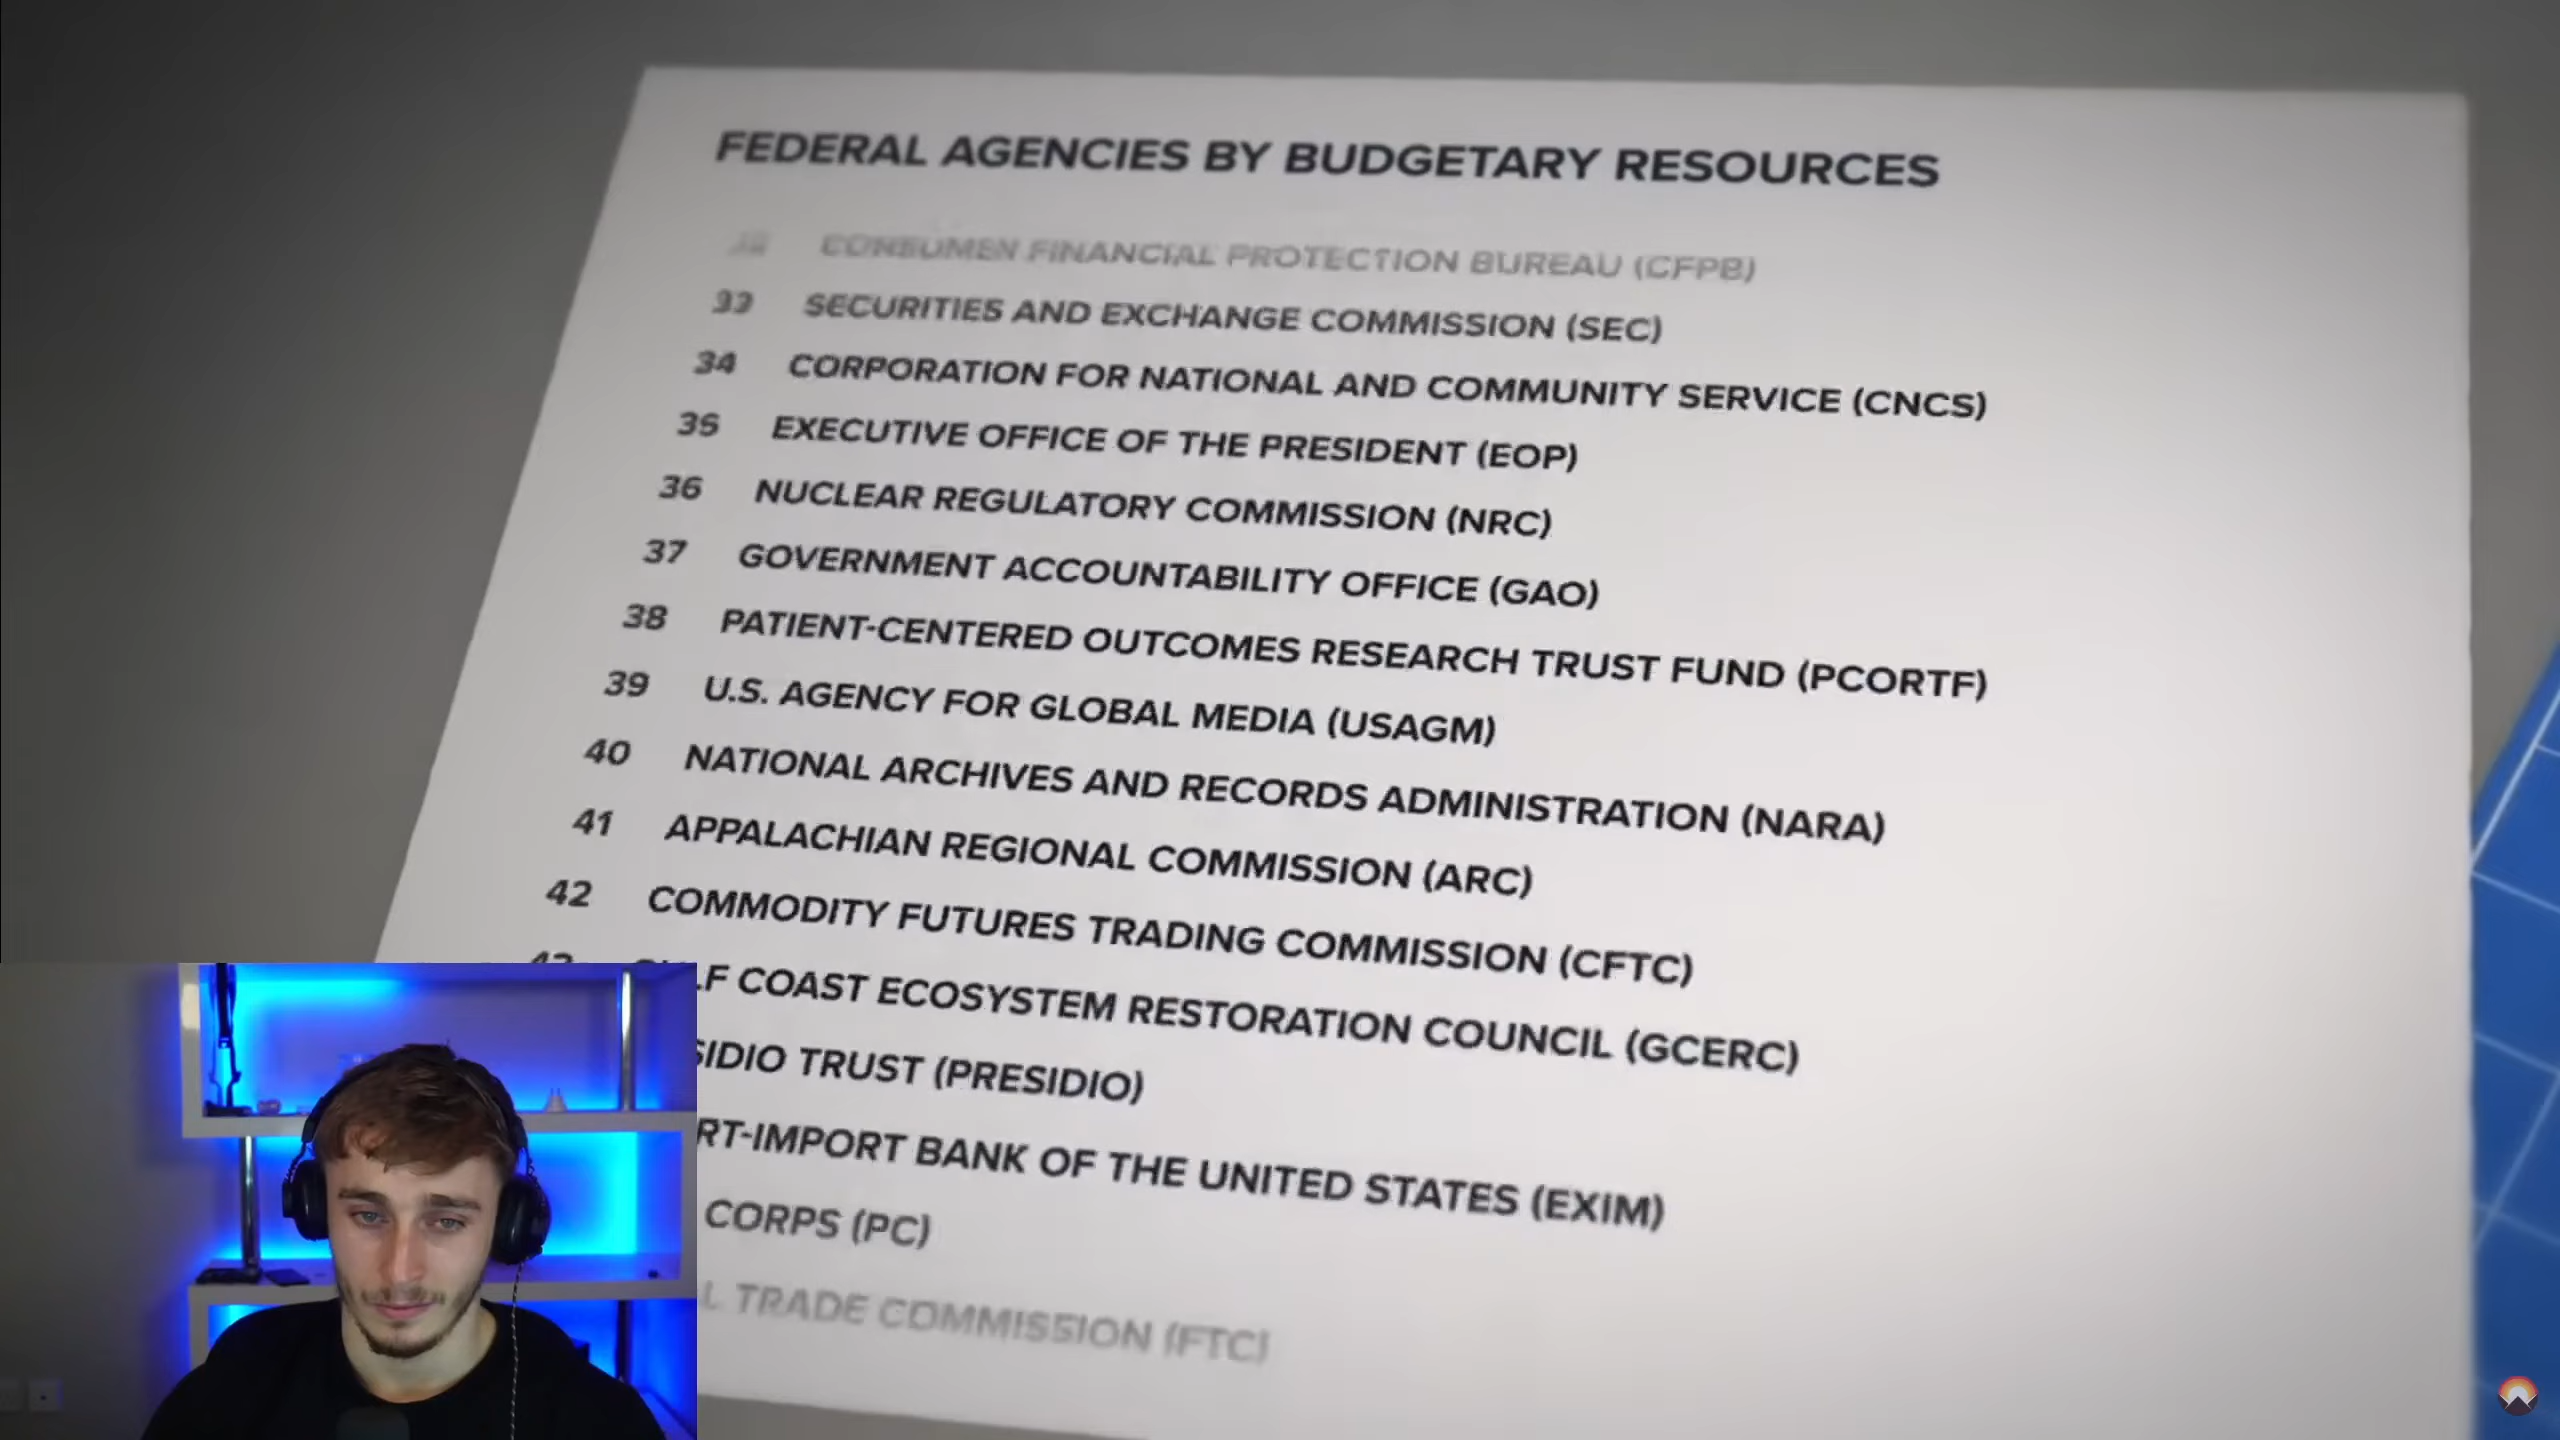 FEDERAL AGENCIES BY BUDGETARY RESOURCES
CONSUMER FINANCIAL PROTECTION BUREAU (CFPB)
33 SECURITIES AND EXCHANGE COMMISSION (SEC)
34 CORPORATION FOR NATIONAL AND COMMUNITY SERVICE (CNCS)
35 EXECUTIVE OFFICE OF THE PRESIDENT (EOP)
36 NUCLEAR REGULATORY COMMISSION (NRC)
37 GOVERNMENT ACCOUNTABILITY OFFICE (GAO)
38 PATIENT-CENTERED OUTCOMES RESEARCH TRUST FUND (PCORTF)
39 U.S. AGENCY FOR GLOBAL MEDIA (USAGM)
40 NATIONAL ARCHIVES AND RECORDS ADMINISTRATION (NARA)
41 APPALACHIAN REGIONAL COMMISSION (ARC)
42 COMMODITY FUTURES TRADING COMMISSION (CFTC)
COAST ECOSYSTEM RESTORATION COUNCIL (GCERC)
TRUST (PRESIDIO)
RT-IMPORT BANK OF THE UNITED STATES (EXIM)
CORPS (PC)
TRADE COMMISSION (FTC)